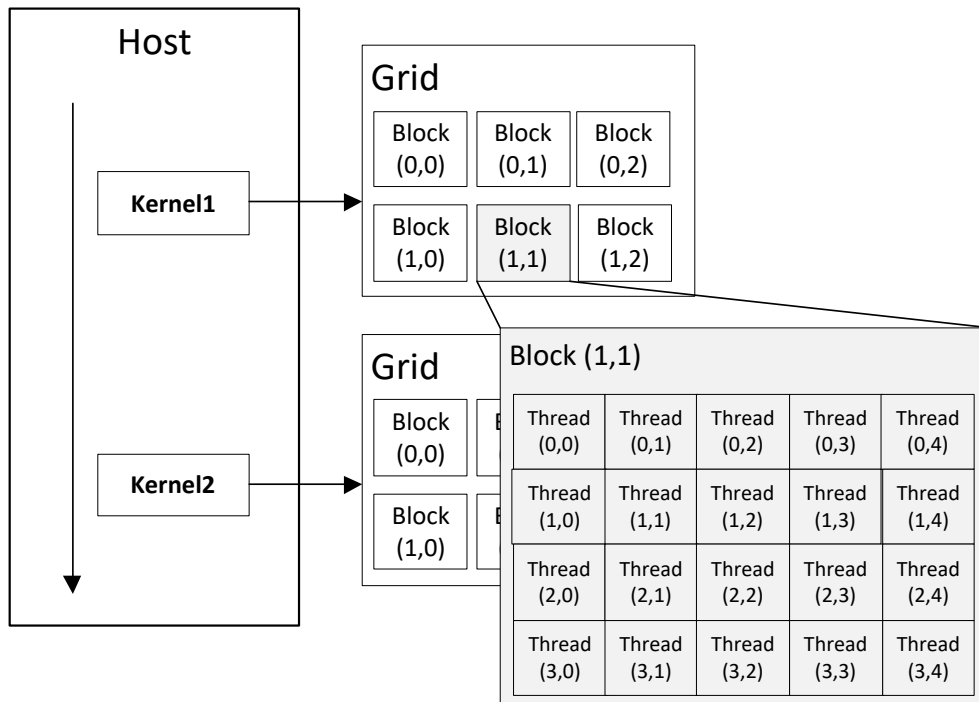 Host
Kernel1
Kernel2
Grid
Block Block Block
(0,0) (0,1) (0,2)
Block Block Block
(1,0) (1,1) (1,2)
Grid
Block
(0,0)
Block
(1,0)
Block (1,1)
Thread Thread Thread Thread Thread
(0,0) (0,1) (0,2) (0,3) (0,4)
Thread Thread Thread Thread Thread
(1,0) (1,1) (1,2) (1,3) (1,4)
Thread Thread Thread Thread Thread
(2,0) (2,1) (2,2) (2,3) (2,4)
Thread Thread Thread Thread Thread
(3,0) (3,1) (3,2) (3,3) (3,4)